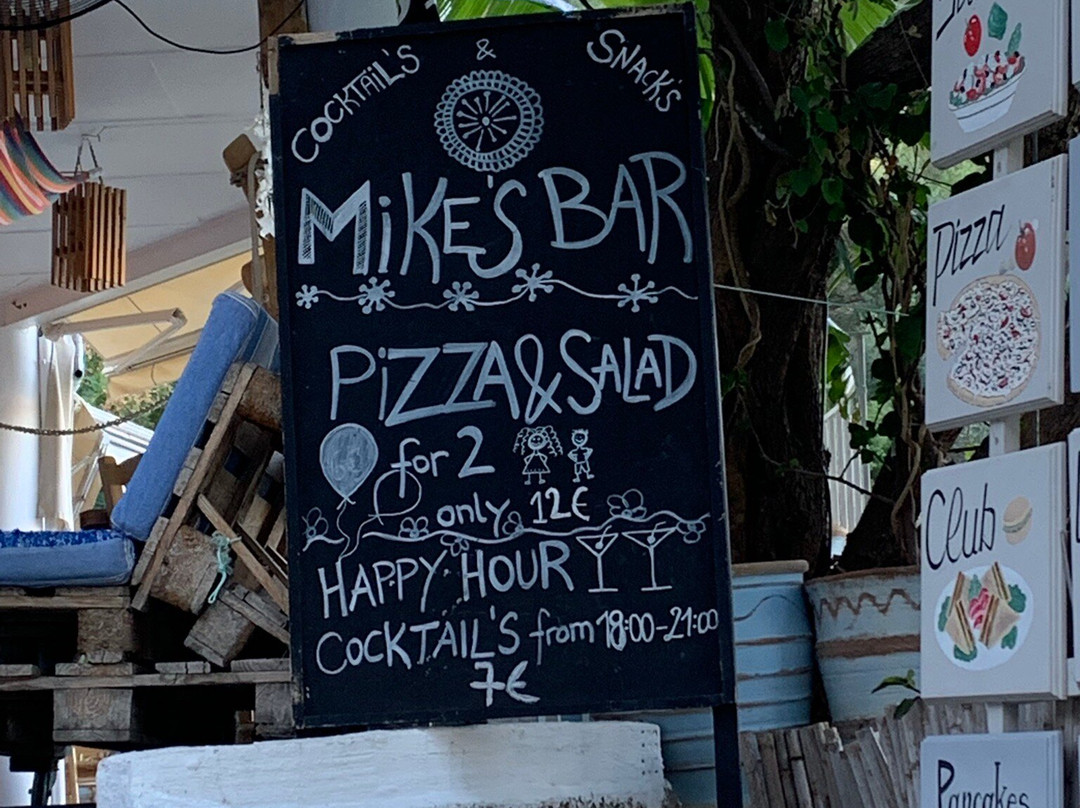 COCKTAIL'S & SNACK'S
MiKE'S BAR
PiZZA & SALAD
for 2
only 12€
HAPPY HOUR
COCKTAIL'S from 18:00-21:00
7€
Pizza
Club
Pancakes